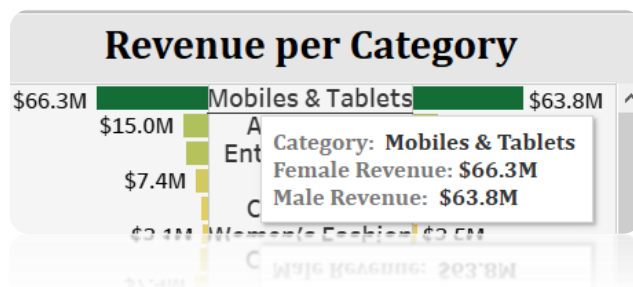 Revenue per Category
$66.3M Mobiles & Tablets $63.8M
$15.0M A
Category: Mobiles & Tablets
Ent
Female Revenue: $66.3M
$7.4M
Male Revenue: $63.8M
C
Women's Fashion